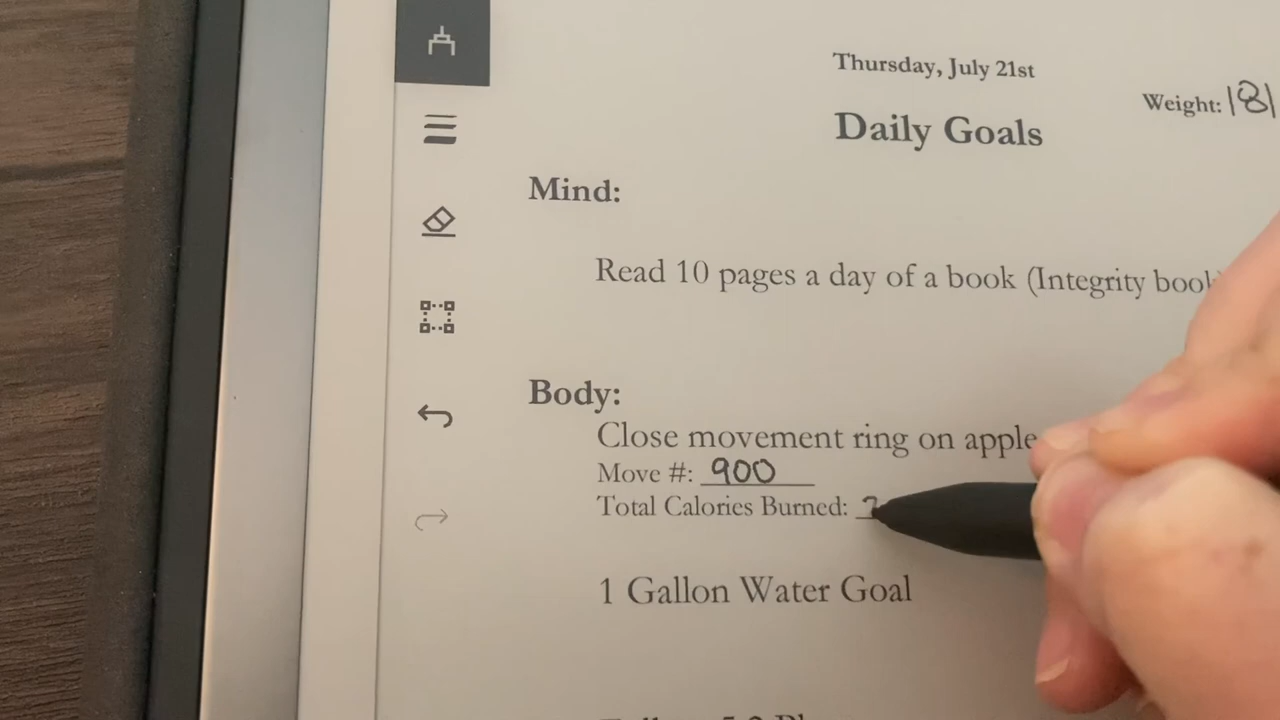 Thursday, July 21st
Weight: 181
Daily Goals
Mind:
Read 10 pages a day of a book (Integrity book
Body:
Close movement ring on apple
Move #: 900
Total Calories Burned:
1 Gallon Water Goal